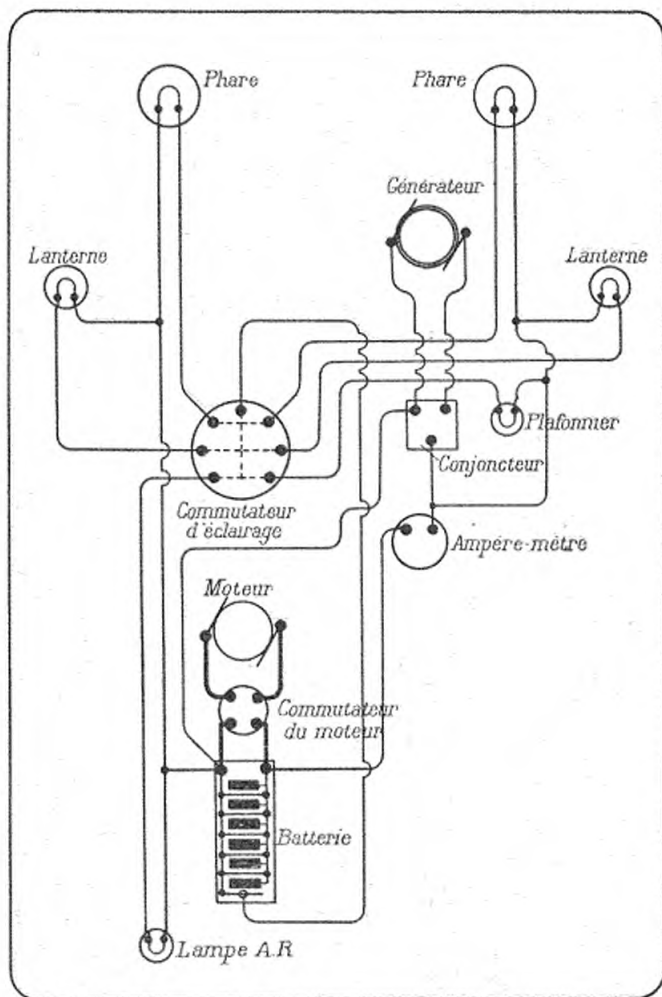 Phare
Phare
Générateur
Lanterne
Lanterne
Plafonnier
Conjoncteur
Commutateur
d'éclairage
Ampère-mètre
Moteur
Commutateur
du moteur
Batterie
Lampe A.R